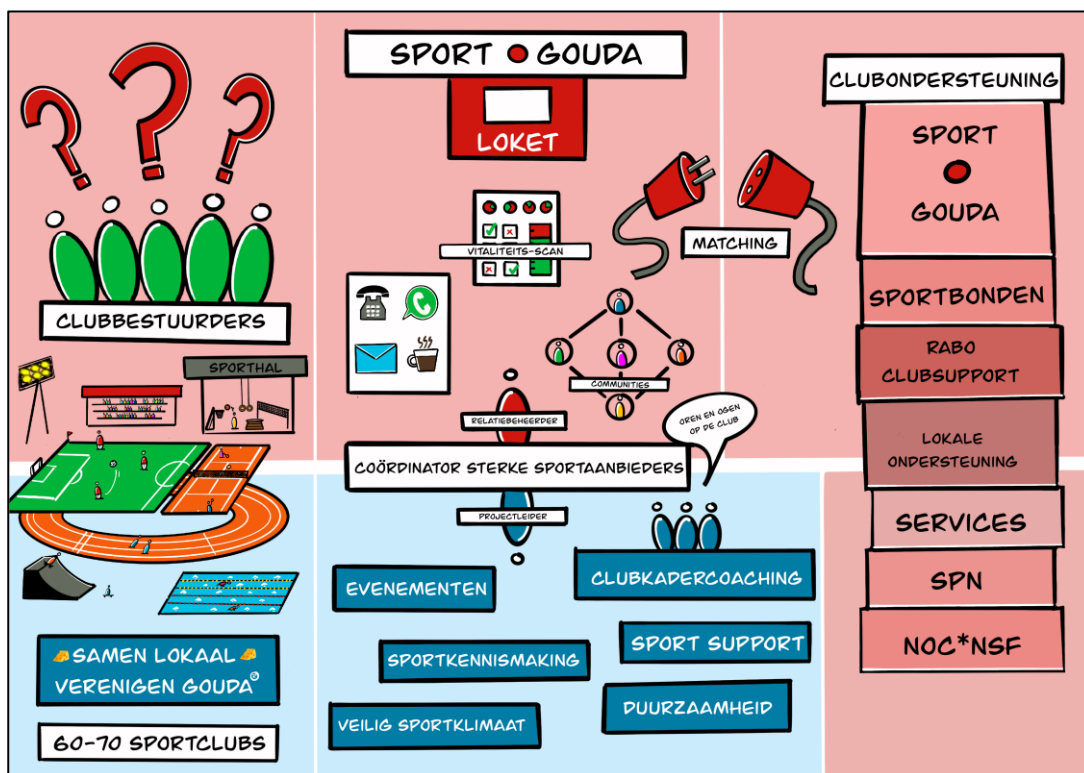 SPORT GOUDA
LOKET
VITALITEITS-SCAN
MATCHING
CLUBBESTUURDERS
SPORTHAL
COMMUNITIES
RELATIEBEHEERDER
OREN EN OGEN
OP DE CLUB
COÖRDINATOR STERKE SPORTAANBIEDERS
PROJECTLEIDER
EVENEMENTEN
CLUBKADERCOACHING
SPORTKENNISMAKING
SPORT SUPPORT
VEILIG SPORTKLIMAAT
DUURZAAMHEID
SAMEN LOKAAL
VERENIGEN GOUDA©
60-70 SPORTCLUBS
CLUBONDERSTEUNING
SPORT
GOUDA
SPORTBONDEN
RABO
CLUBSUPPORT
LOKALE
ONDERSTEUNING
SERVICES
SPN
NOC*NSF